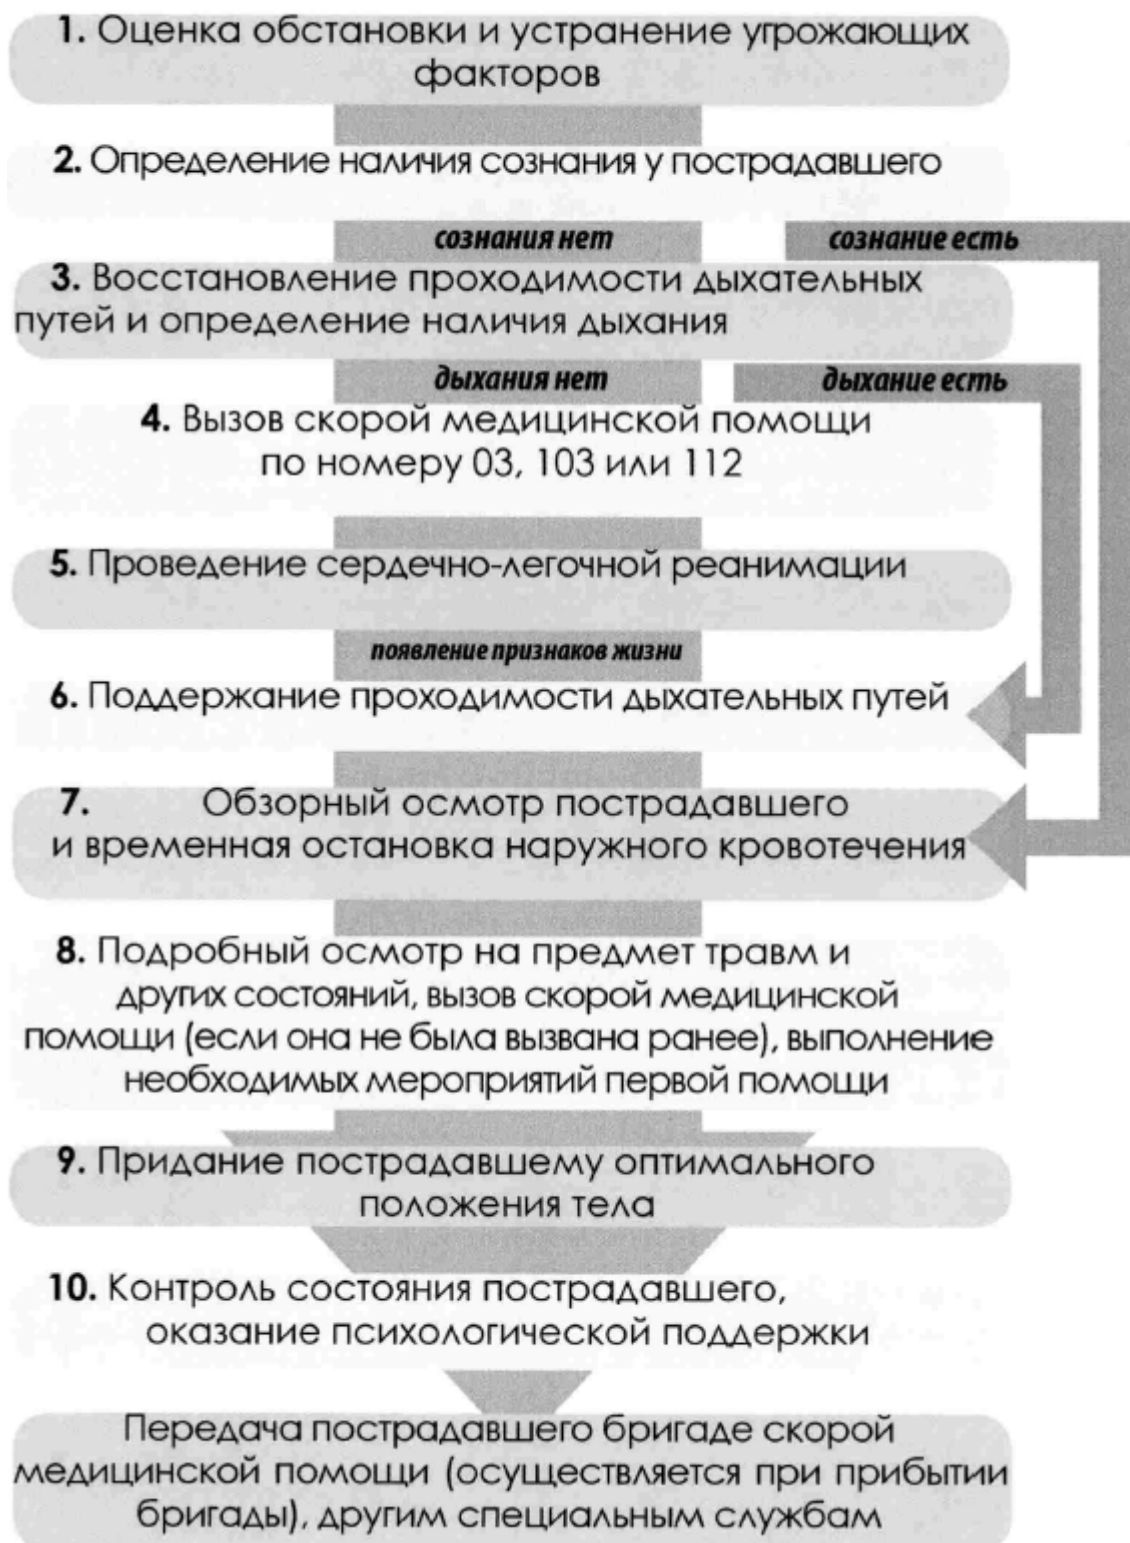 1. Оценка обстановки и устранение угрожающих
факторов
2. Определение наличия сознания у пострадавшего
сознания нет
сознание есть
3. Восстановление проходимости дыхательных
путей и определение наличия дыхания
дыхания нет
дыхание есть
4. Вызов скорой медицинской помощи
по номеру 03, 103 или 112
5. Проведение сердечно-легочной реанимации
появление признаков жизни
6. Поддержание проходимости дыхательных путей
7. Обзорный осмотр пострадавшего
и временная остановка наружного кровотечения
8. Подробный осмотр на предмет травм и
других состояний, вызов скорой медицинской
помощи (если она не была вызвана ранее), выполнение
необходимых мероприятий первой помощи
9. Придание пострадавшему оптимального
положения тела
10. Контроль состояния пострадавшего,
оказание психологической поддержки
Передача пострадавшего бригаде скорой
медицинской помощи (осуществляется при прибытии
бригады), другим специальным службам